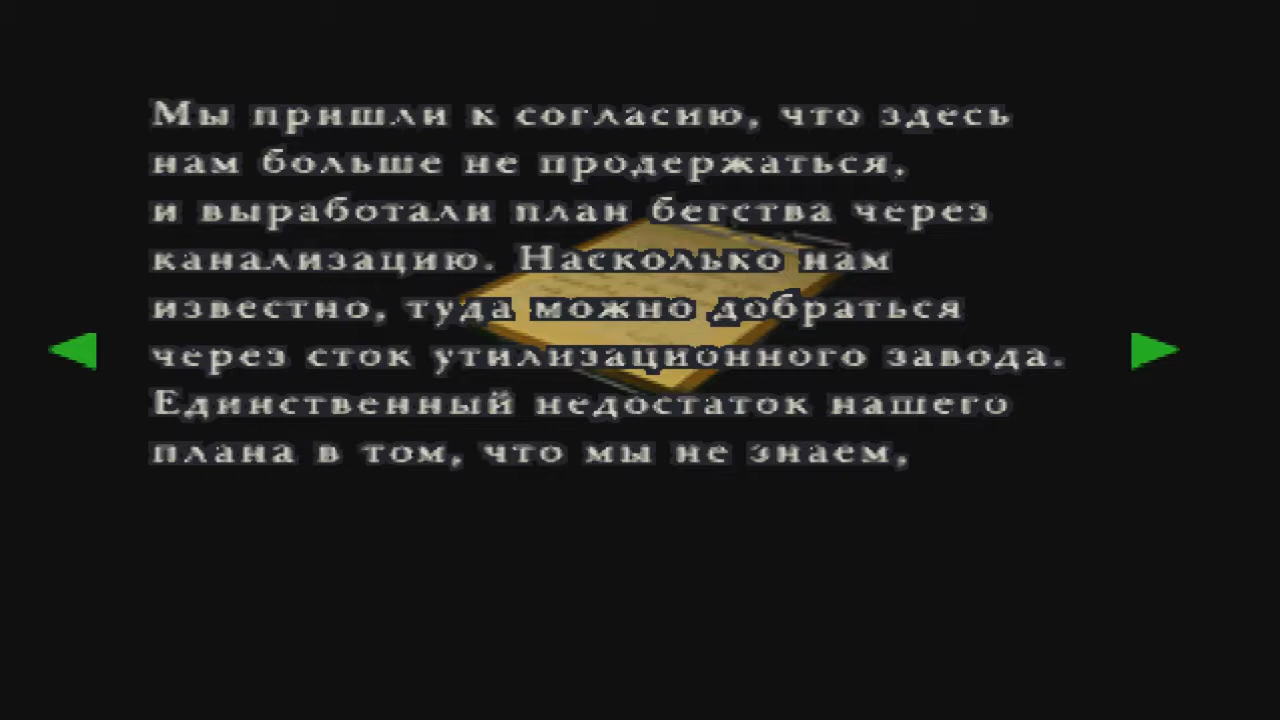 Мы пришли к согласию, что здесь
нам больше не продержаться,
и выработали план бегства через
канализацию. Насколько нам
известно, туда можно добраться
через сток утилизационного завода.
Единственный недостаток нашего
плана в том, что мы не знаем,